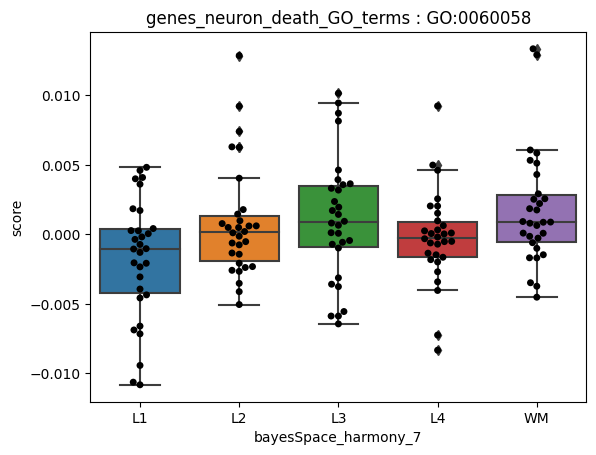 genes_neuron_death_GO_terms : GO:0060058
0.010
0.005
0.000
−0.005
−0.010
score
L1 L2 L3 L4 WM
bayesSpace_harmony_7